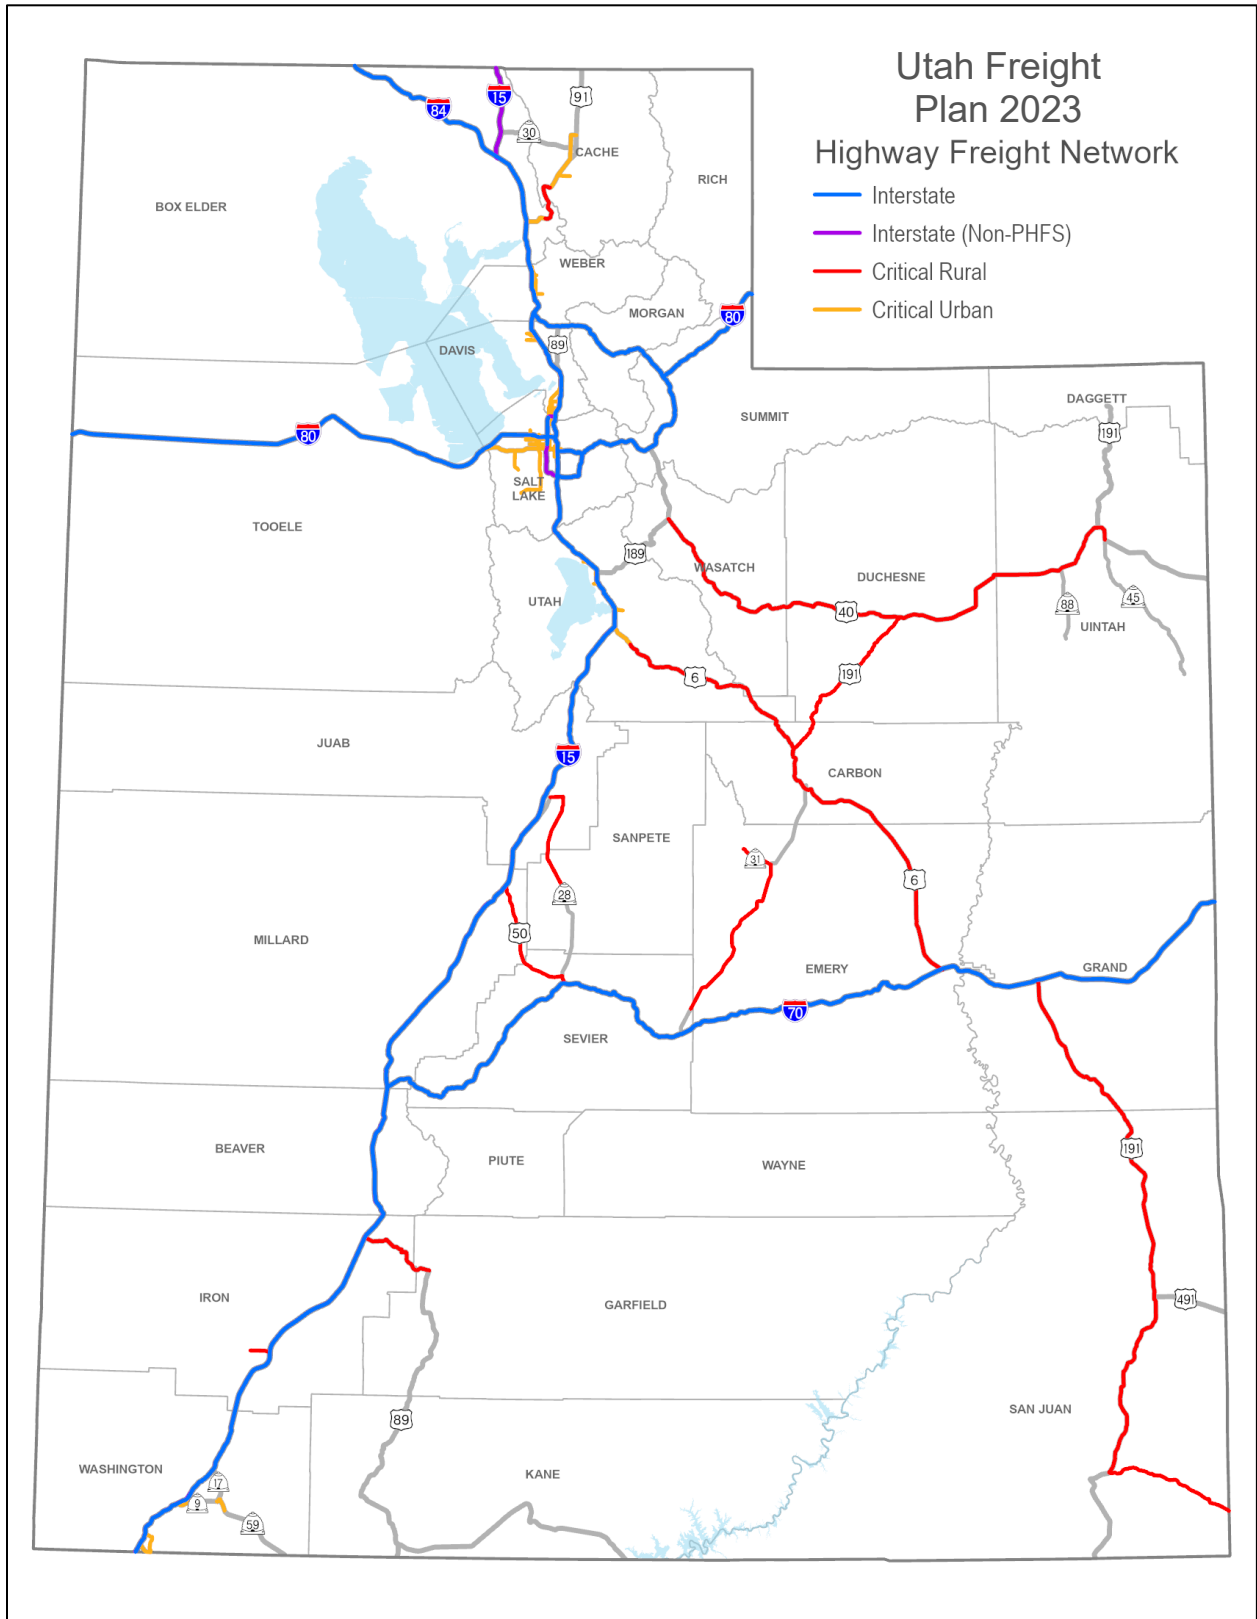 Utah Freight
Plan 2023
Highway Freight Network
Interstate
Interstate (Non-PHFS)
Critical Rural
Critical Urban
84
15
91
30
CACHE
RICH
BOX ELDER
WEBER
MORGAN
80
89
DAVIS
SUMMIT
DAGGETT
191
80
SALT
LAKE
TOOELE
189
WASATCH
DUCHESNE
UTAH
40
88
45
UINTAH
6
191
JUAB
15
CARBON
SANPETE
31
6
28
50
MILLARD
EMERY
GRAND
70
SEVIER
BEAVER
PIUTE
WAYNE
191
IRON
GARFIELD
491
89
SAN JUAN
WASHINGTON
KANE
17
9
59